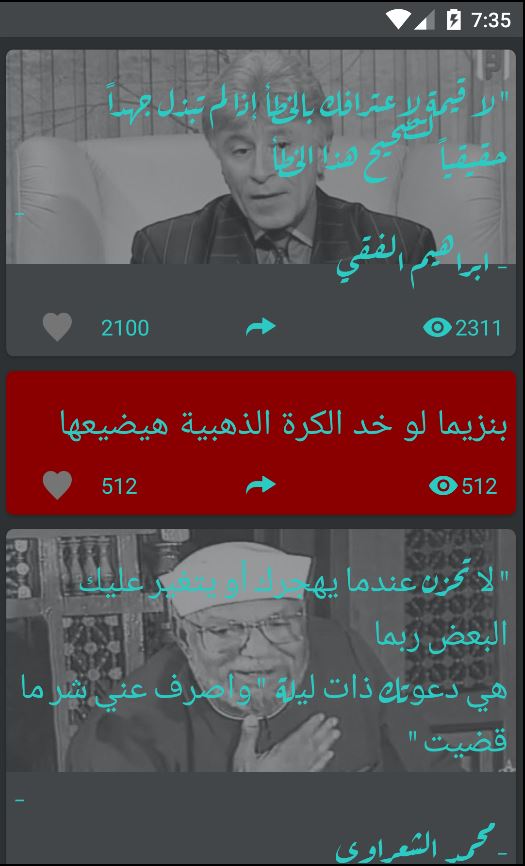 7:35
" لا قيمة لاعترافك بالخطأ إذا لم تبذل جهداً
حقيقياً لتصحيح هذا الخطأ
-
- ابراهيم الفقي
2100 2311
بنزيما لو خد الكرة الذهبية هيضيعها
512 512
" لا تحزن عندما يهجرك أو يتغير عليك
البعض ربما
هي دعوتك ذات ليلة " واصرف عني شر ما
قضيت "
-
- محمد الشعراوي